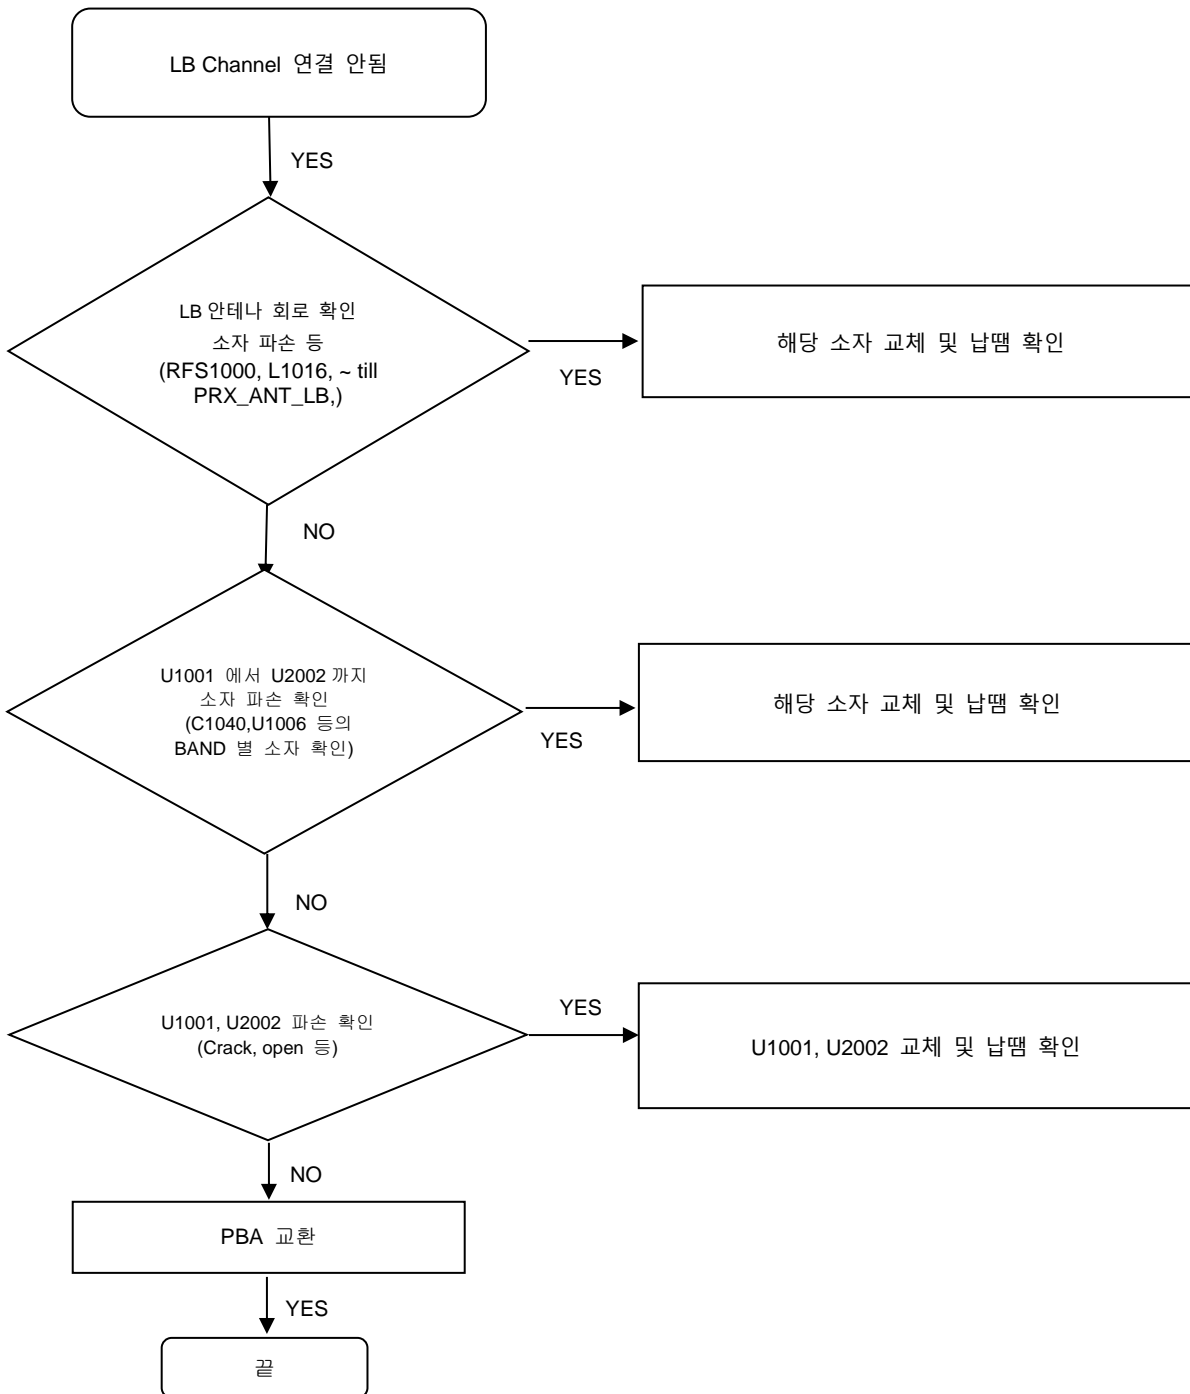 LB Channel 연결 안됨
YES
LB 안테나 회로 확인
소자 파손 등
(RFS1000, L1016, ~ till
PRX_ANT_LB,)
YES
해당 소자 교체 및 납땜 확인
NO
U1001 에서 U2002 까지
소자 파손 확인
(C1040,U1006 등의
BAND 별 소자 확인)
YES
해당 소자 교체 및 납땜 확인
NO
U1001, U2002 파손 확인
(Crack, open 등)
YES
U1001, U2002 교체 및 납땜 확인
NO
PBA 교환
YES
끝